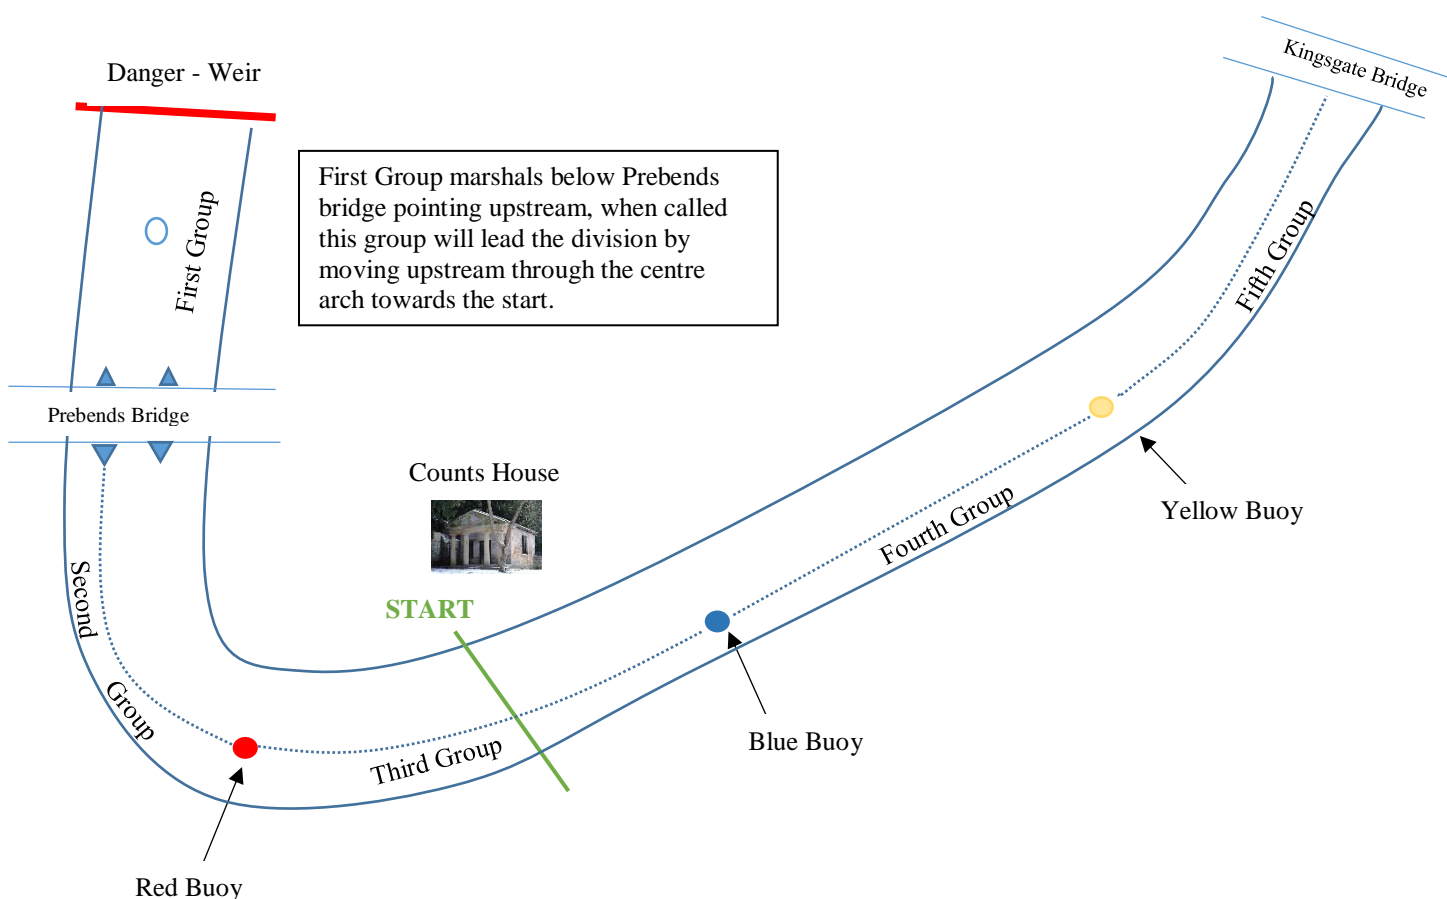 Kingsgate Bridge
Danger - Weir
First Group marshals below Prebends
bridge pointing upstream, when called
this group will lead the division by
moving upstream through the centre
arch towards the start.
First Group
Fifth Group
Prebends Bridge
Counts House
Yellow Buoy
Fourth Group
START
Second
Group
Third Group
Blue Buoy
Red Buoy